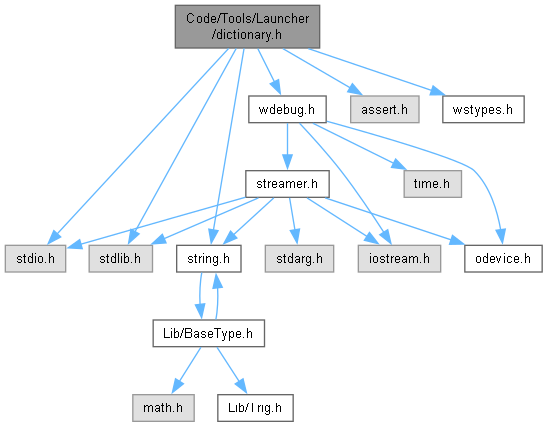 Code/Tools/Launcher
/dictionary.h
wdebug.h
assert.h
wstypes.h
streamer.h
time.h
stdio.h
stdlib.h
string.h
stdarg.h
iostream.h
odevice.h
Lib/BaseType.h
math.h
Lib/Trig.h